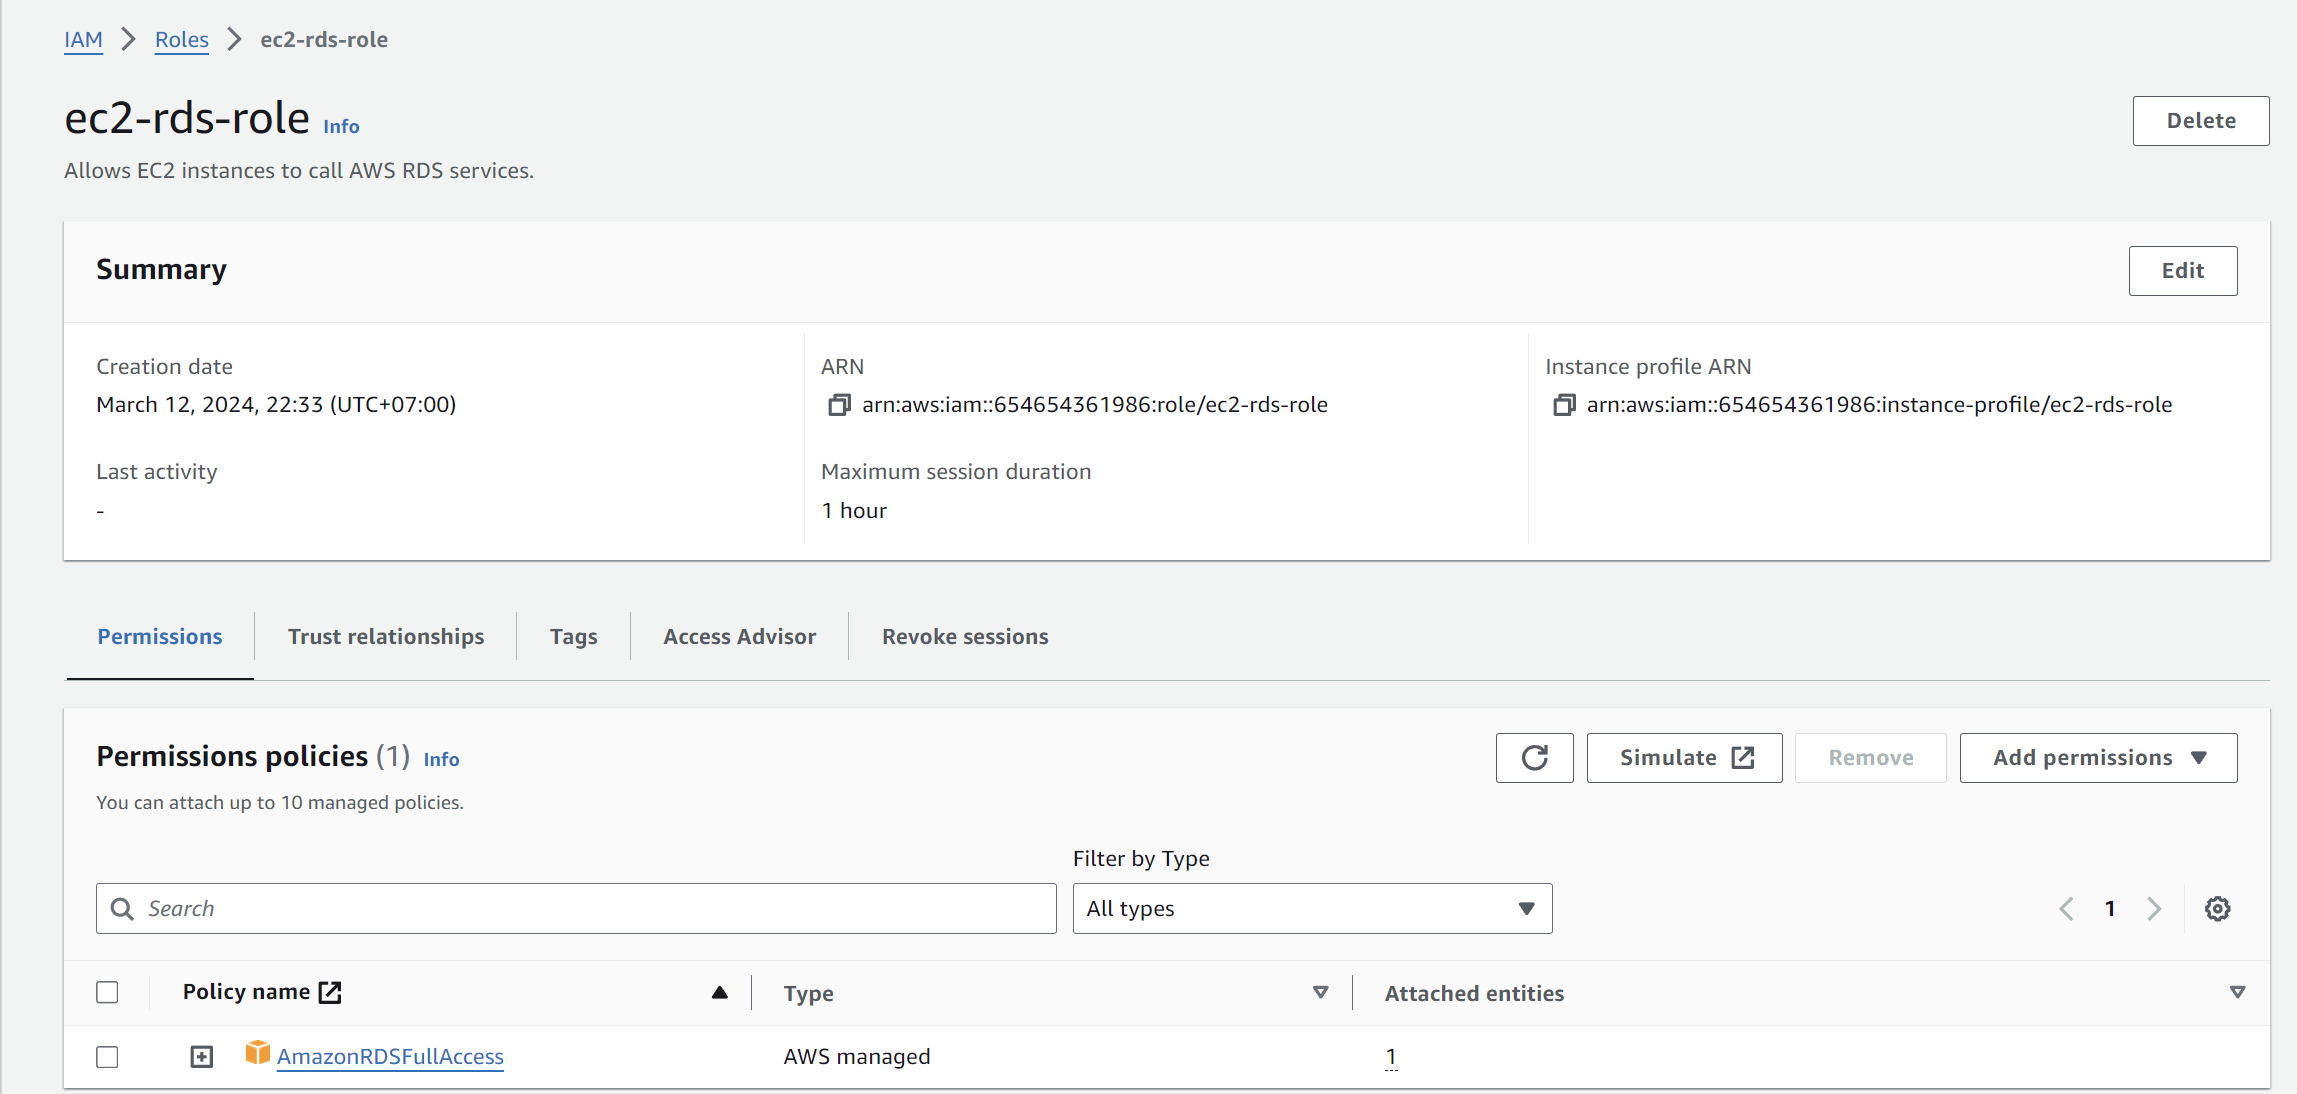 IAM > Roles > ec2-rds-role
ec2-rds-role Info
Delete
Allows EC2 instances to call AWS RDS services.
Summary
Edit
Creation date
March 12, 2024, 22:33 (UTC+07:00)
ARN
arn:aws:iam::654654361986:role/ec2-rds-role
Instance profile ARN
arn:aws:iam::654654361986:instance-profile/ec2-rds-role
Last activity
-
Maximum session duration
1 hour
Permissions
Trust relationships
Tags
Access Advisor
Revoke sessions
Permissions policies (1) Info
Simulate
Remove
Add permissions
You can attach up to 10 managed policies.
Filter by Type
Search
All types
1
Policy name
Type
Attached entities
AmazonRDSFullAccess
AWS managed
1